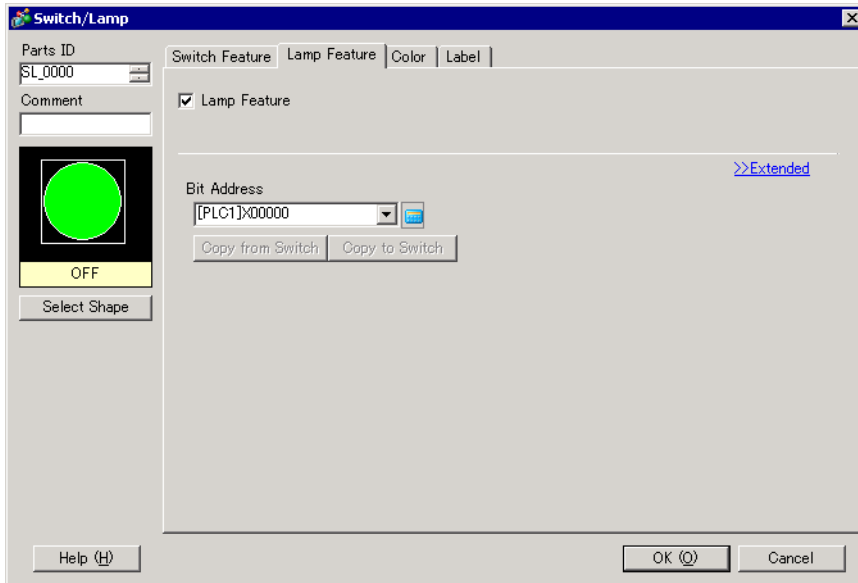 Switch/Lamp
Parts ID
SL_0000
Comment
OFF
Select Shape
Switch Feature Lamp Feature Color Label
Lamp Feature
>>Extended
Bit Address
[PLC1]X00000
Copy from Switch Copy to Switch
Help (H) OK (O) Cancel